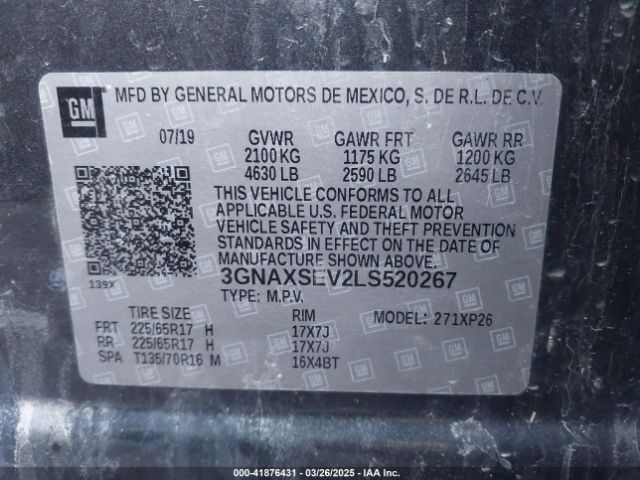 GM MFD BY GENERAL MOTORS DE MEXICO, S. DE R.L. DE C.V.
07/19 GVWR GAWR FRT GAWR RR
2100 KG 1175 KG 1200 KG
4630 LB 2590 LB 2645 LB
THIS VEHICLE CONFORMS TO ALL
APPLICABLE U.S. FEDERAL MOTOR
VEHICLE SAFETY AND THEFT PREVENTION
STANDARDS IN EFFECT ON THE DATE OF
MANUFACTURE SHOWN ABOVE.
139X 3GNAXSEV2LS520267
TYPE: M.P.V.
TIRE SIZE RIM MODEL: 271XP26
FRT 225/65R17 H 17X7J
RR 225/65R17 H 17X7J
SPA T135/70R16 M 16X4BT
000-41876431 — 03/26/2025 — IAA Inc.